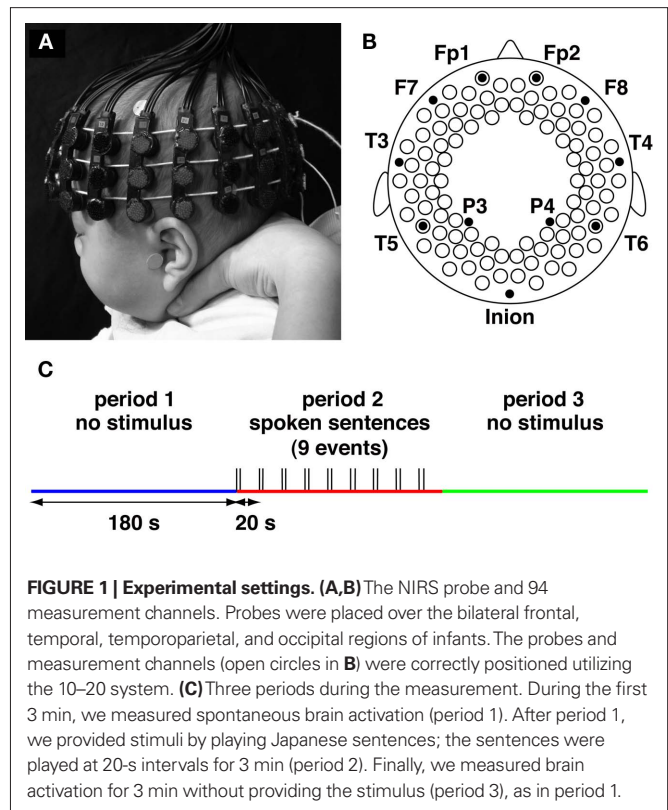 A
B
Fp1 Fp2
F7 F8
T3 T4
P3 P4
T5 T6
Inion
C
period 1 period 2 period 3
no stimulus spoken sentences no stimulus
(9 events)
180 s 20 s
FIGURE 1 | Experimental settings. (A,B) The NIRS probe and 94
measurement channels. Probes were placed over the bilateral frontal,
temporal, temporoparietal, and occipital regions of infants. The probes and
measurement channels (open circles in B) were correctly positioned utilizing
the 10–20 system. (C) Three periods during the measurement. During the first
3 min, we measured spontaneous brain activation (period 1). After period 1,
we provided stimuli by playing Japanese sentences; the sentences were
played at 20-s intervals for 3 min (period 2). Finally, we measured brain
activation for 3 min without providing the stimulus (period 3), as in period 1.